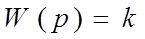 W ( p ) = k